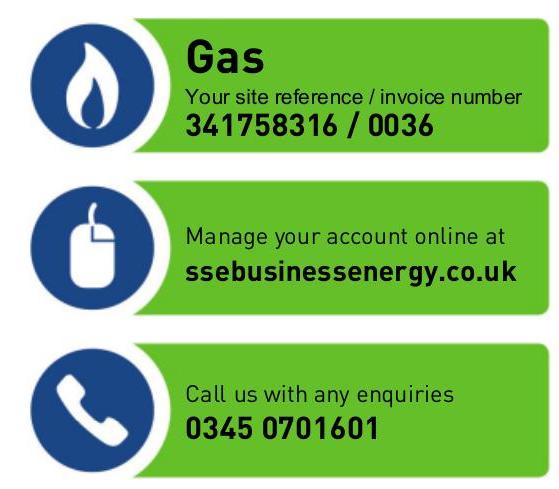 Gas
Your site reference / invoice number
341758316 / 0036
Manage your account online at
ssebusinessenergy.co.uk
Call us with any enquiries
0345 0701601